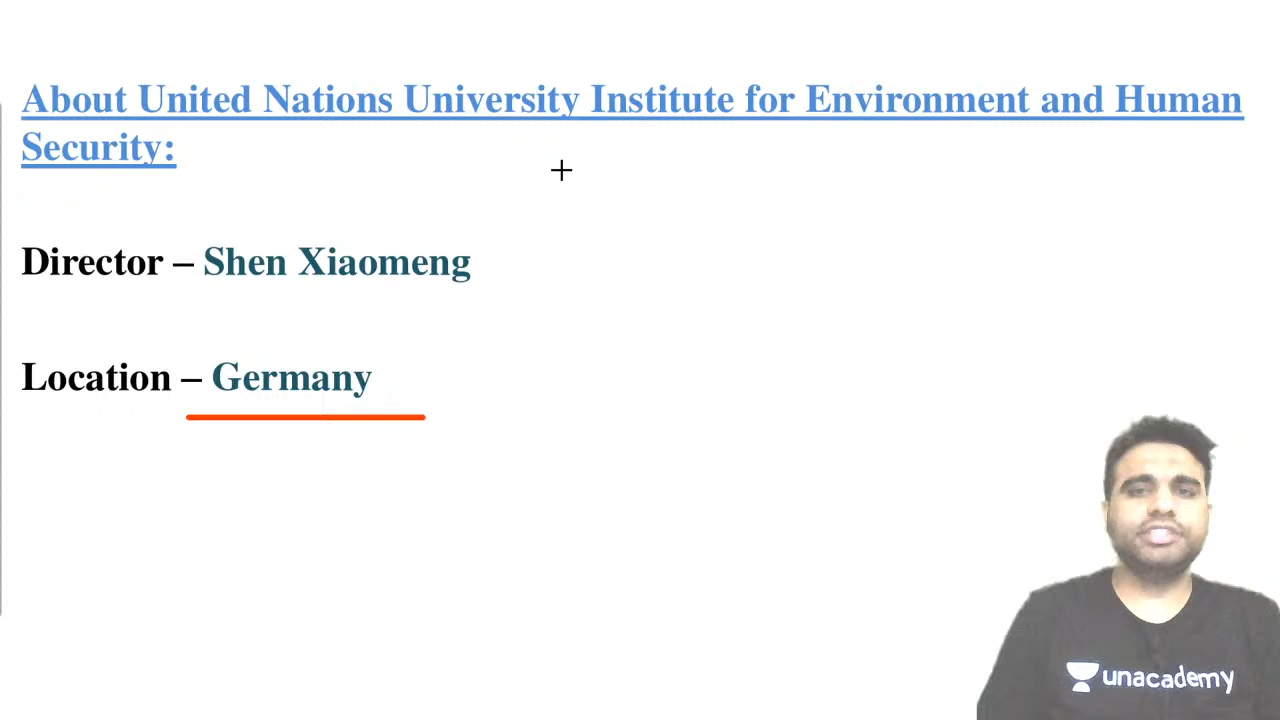 About United Nations University Institute for Environment and Human
Security:
Director – Shen Xiaomeng
Location – Germany
unacademy